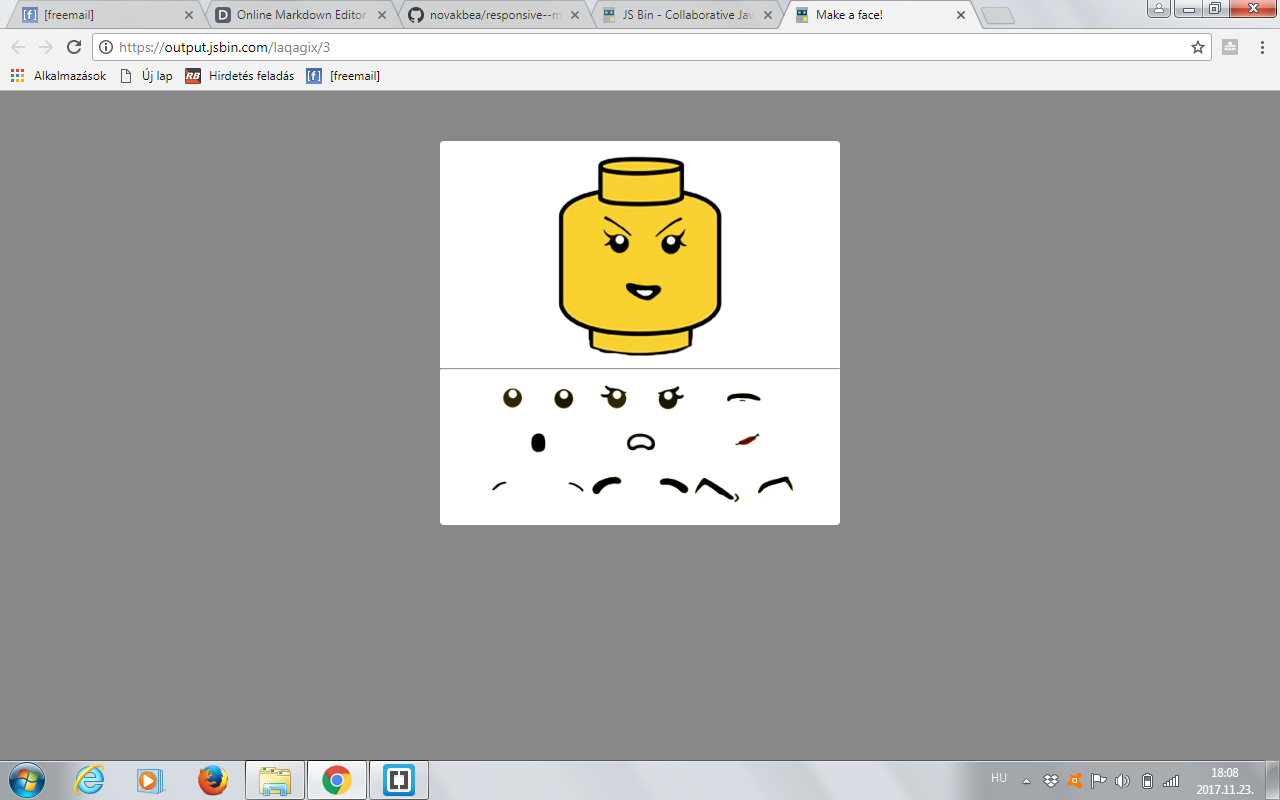 [f] [freemail]
D Online Markdown Editor
novakbea/responsive--m
JS Bin - Collaborative Jav
Make a face!
https://output.jsbin.com/laqagix/3
Alkalmazások
Új lap
RB Hirdetés feladás
[f] [freemail]
HU
18:08
2017.11.23.